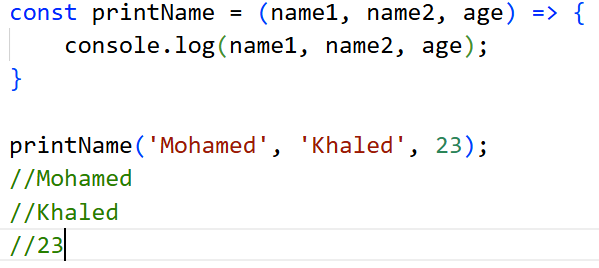 const printName = (name1, name2, age) => {
    console.log(name1, name2, age);
}
printName('Mohamed', 'Khaled', 23);
//Mohamed
//Khaled
//23